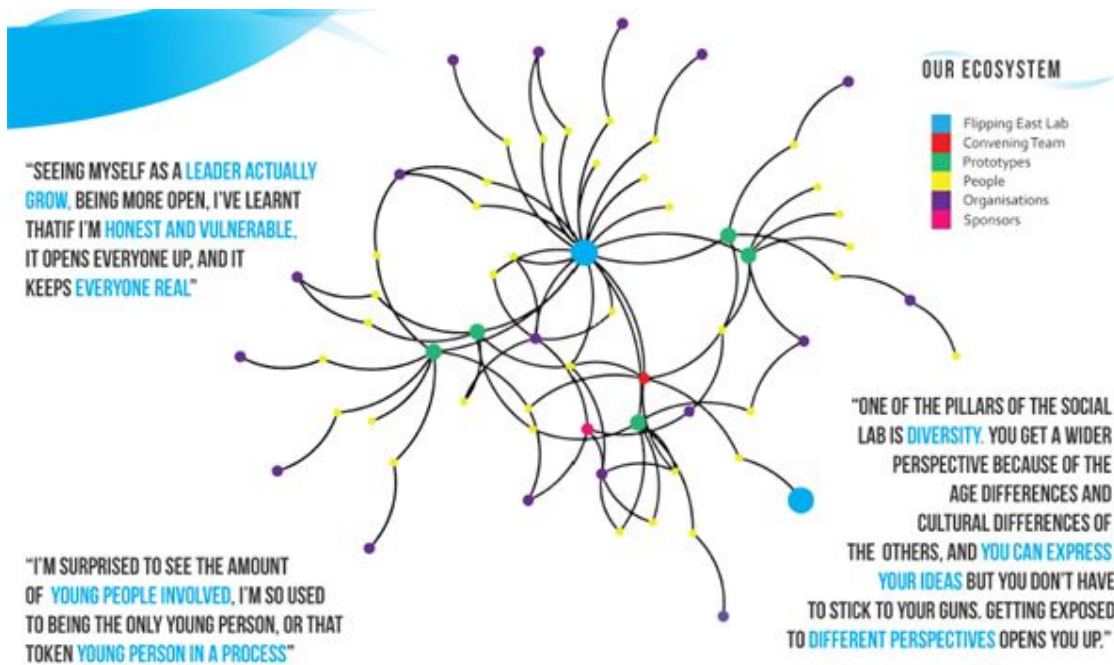 OUR ECOSYSTEM
Flipping East Lab
Convening Team
Prototypes
People
Organisations
Sponsors
“SEEING MYSELF AS A LEADER ACTUALLY
GROW, BEING MORE OPEN, I’VE LEARNT
THATIF I’M HONEST AND VULNERABLE,
IT OPENS EVERYONE UP, AND IT
KEEPS EVERYONE REAL”
“ONE OF THE PILLARS OF THE SOCIAL
LAB IS DIVERSITY. YOU GET A WIDER
PERSPECTIVE BECAUSE OF THE
AGE DIFFERENCES AND
CULTURAL DIFFERENCES OF
THE OTHERS, AND YOU CAN EXPRESS
YOUR IDEAS BUT YOU DON’T HAVE
TO STICK TO YOUR GUNS. GETTING EXPOSED
TO DIFFERENT PERSPECTIVES OPENS YOU UP.”
“I’M SURPRISED TO SEE THE AMOUNT
OF YOUNG PEOPLE INVOLVED, I’M SO USED
TO BEING THE ONLY YOUNG PERSON, OR THAT
TOKEN YOUNG PERSON IN A PROCESS”